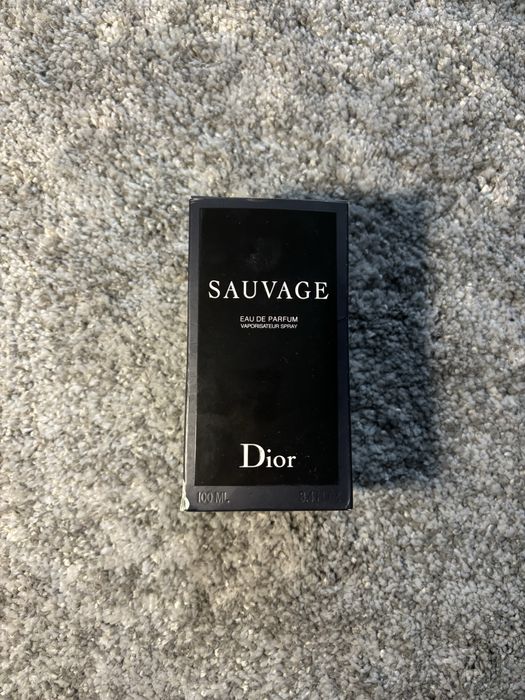 SAUVAGE
EAU DE PARFUM
VAPORISATEUR SPRAY
Dior
100 ML